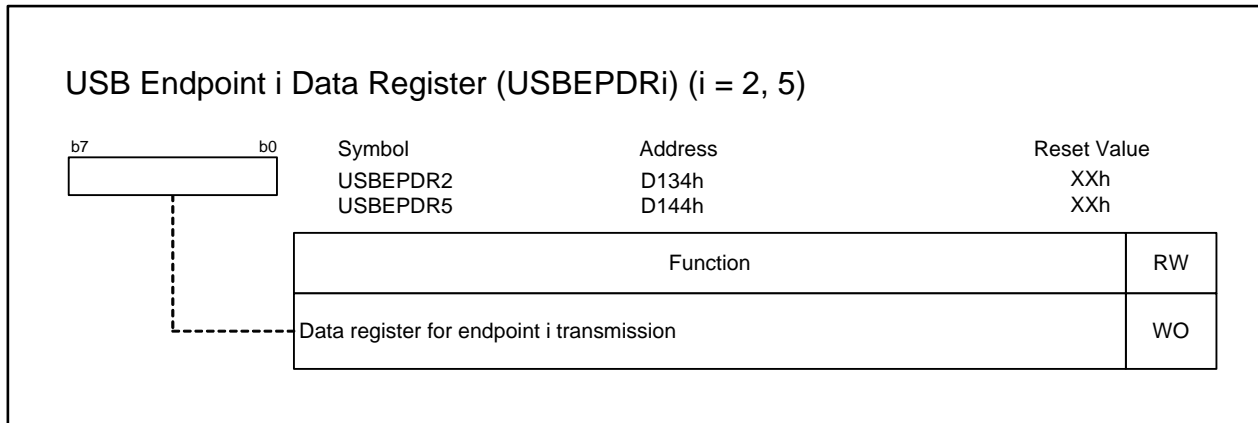 USB Endpoint i Data Register (USBEPDRi) (i = 2, 5)
b7 b0 Symbol Address Reset Value
USBEPDR2 D134h XXh
USBEPDR5 D144h XXh
Function RW
Data register for endpoint i transmission WO